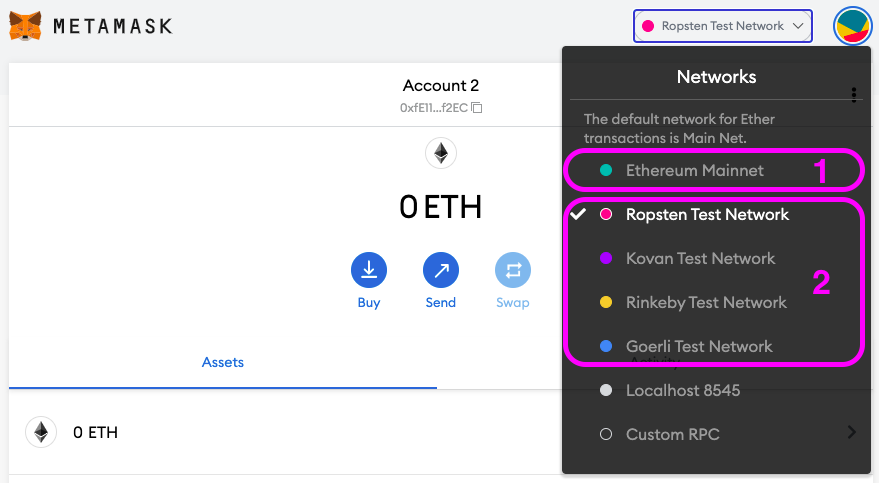 METAMASK
Ropsten Test Network
Account 2
0xfE11...f2EC
0 ETH
Buy
Send
Swap
Assets
Activity
0 ETH
Networks
The default network for Ether
transactions is Main Net.
Ethereum Mainnet
1
Ropsten Test Network
Kovan Test Network
2
Rinkeby Test Network
Goerli Test Network
Localhost 8545
Custom RPC